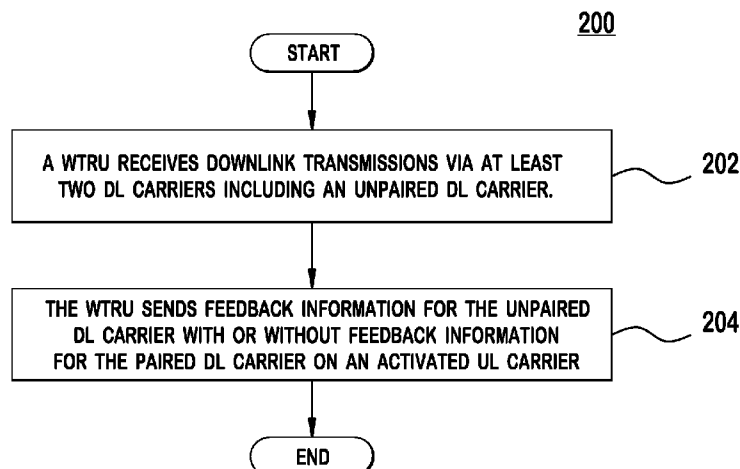 200
START
A WTRU RECEIVES DOWNLINK TRANSMISSIONS VIA AT LEAST
TWO DL CARRIERS INCLUDING AN UNPAIRED DL CARRIER.
202
THE WTRU SENDS FEEDBACK INFORMATION FOR THE UNPAIRED
DL CARRIER WITH OR WITHOUT FEEDBACK INFORMATION
FOR THE PAIRED DL CARRIER ON AN ACTIVATED UL CARRIER
204
END